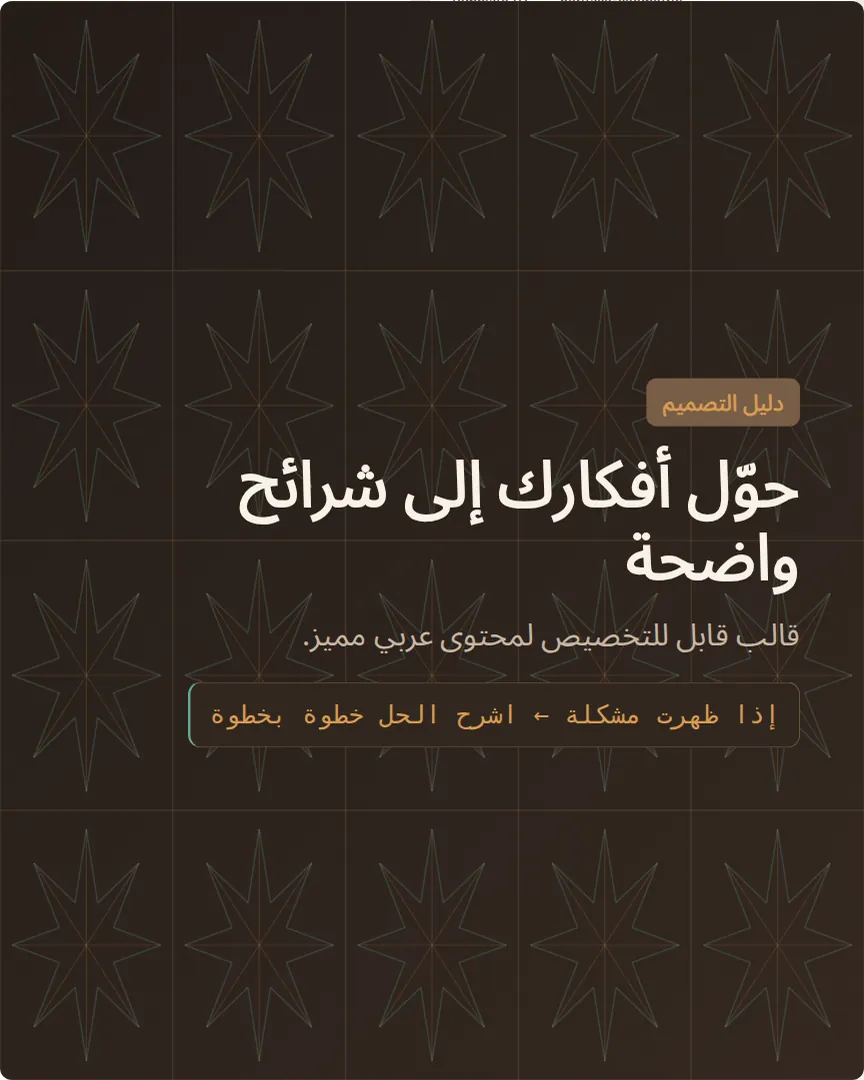 دليل التصميم
حوّل أفكارك إلى شرائح
واضحة
قالب قابل للتخصيص لمحتوى عربي مميز.
إذا ظهرت مشكلة ← اشرح الحل خطوة بخطوة